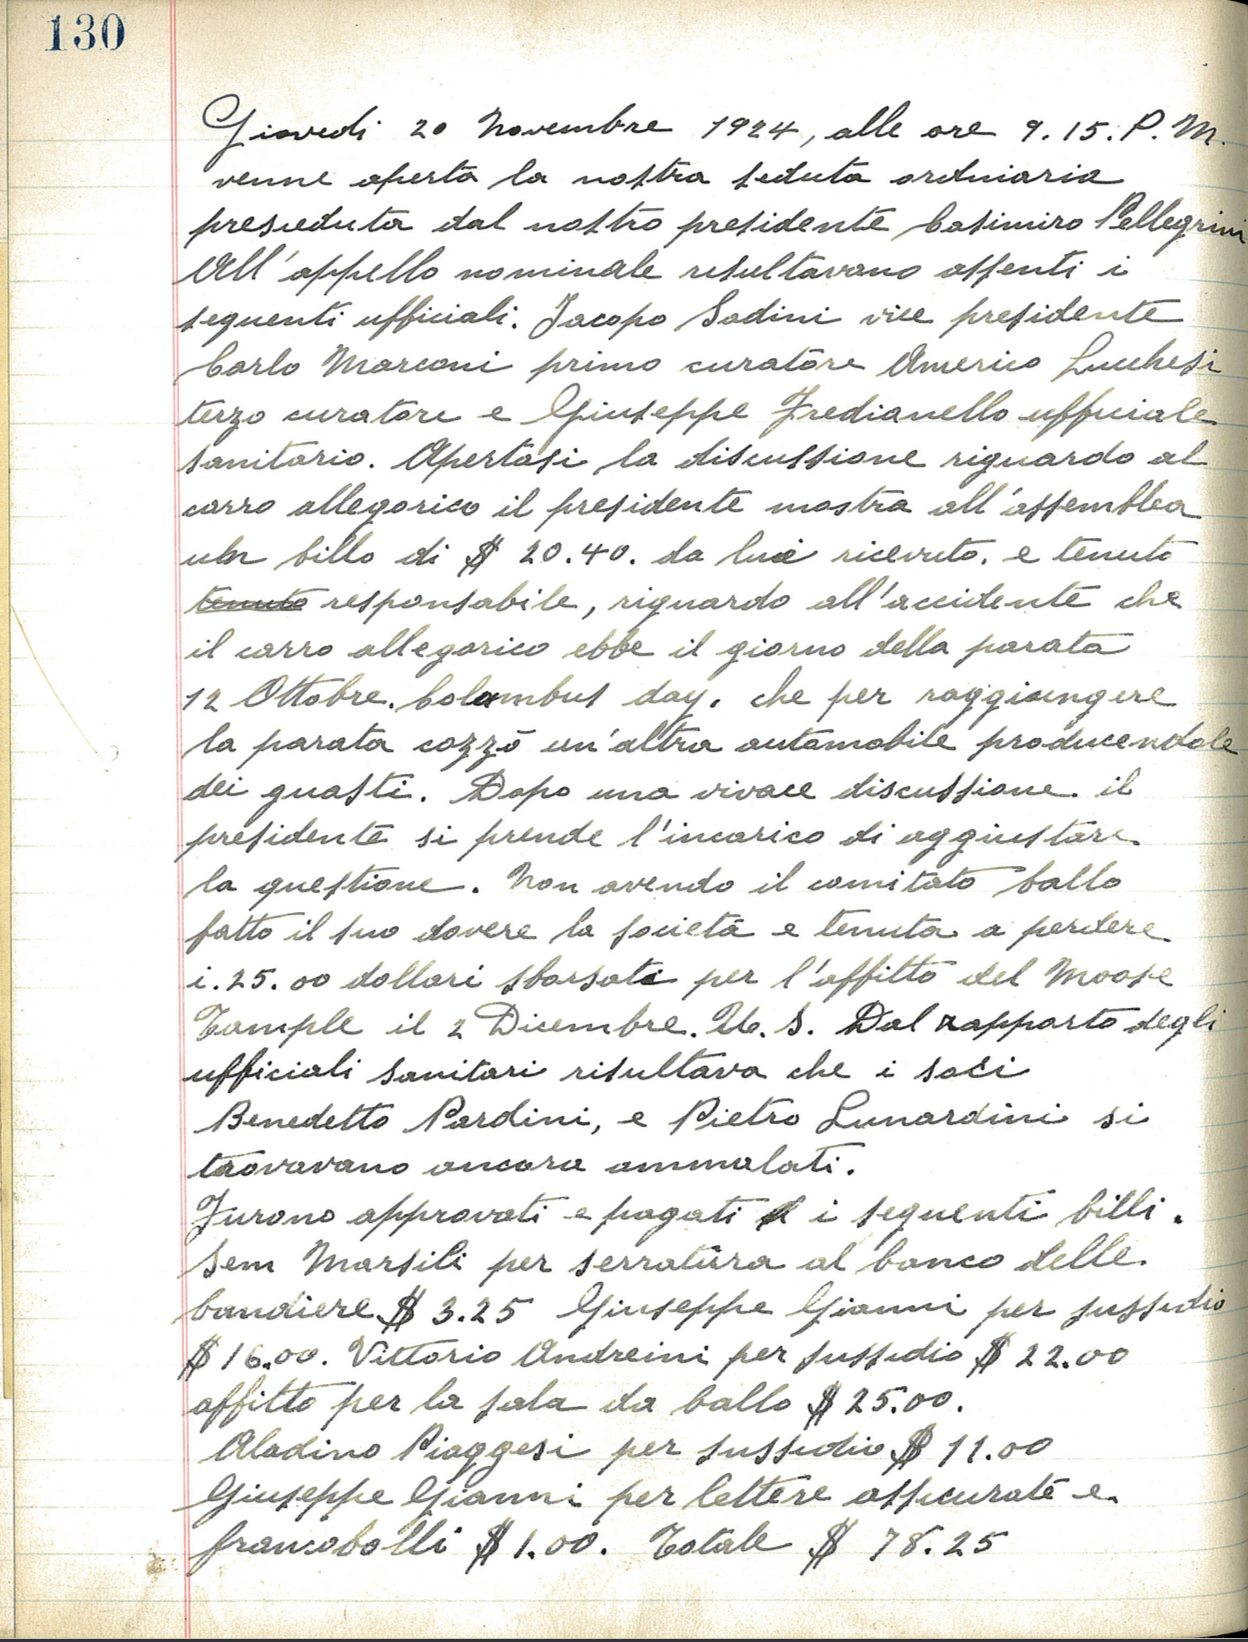 130
Giovedi 20 Novembre 1924, alle ore 9.15. P. M.
venne aperta la nostra seduta ordiniaria
presieduta dal nostro presidente Casimiro Pellegrini
All'appello nominale resultavano assenti i
seguenti ufficiali. Jacopo Sodini vice presidente
Carlo Marconi primo curatore Americo Lucchesi
terzo curatore e Giuseppe Fredianello ufficiale
sanitario. Apertasi la discussione riguardo al
carro allegorico il presidente mostra all'assemblea
un billo di $ 20.40. da lui ricevuto. e tenuto
tenuto responsabile, riguardo all'accidente che
il carro allegorico ebbe il giorno della parata
12 Ottobre. Colombus day. che per raggiungere
la parata cozzò un'altra automobile producendole
dei guasti. Dopo una vivace discussione. il
presidente si prende l'incarico di aggiustare
la questione. Non avendo il comitato ballo
fatto il suo dovere la società e tenuta a perdere
i. 25.00 dollari sborsati per l'affitto del Moose
Tample il 2 Dicembre. U. S. Dal rapporto degli
ufficiali sanitari risultava che i soci
Benedetto Pardini, e Pietro Lunardini si
trovavano ancora ammalati.
Furono approvati e pagati i seguenti billi.
Sem Marsili per serratura al banco delle
bandiere $ 3.25 Giuseppe Gianni per sussidio
$ 16.00. Vittorio Andreini per sussidio $ 22.00
affitto per la sala da ballo $ 25.00.
Aladino Piaggesi per sussidio $ 11.00
Giuseppe Gianni per lettere assicurate e
francobolli $ 1.00. Totale $ 78.25